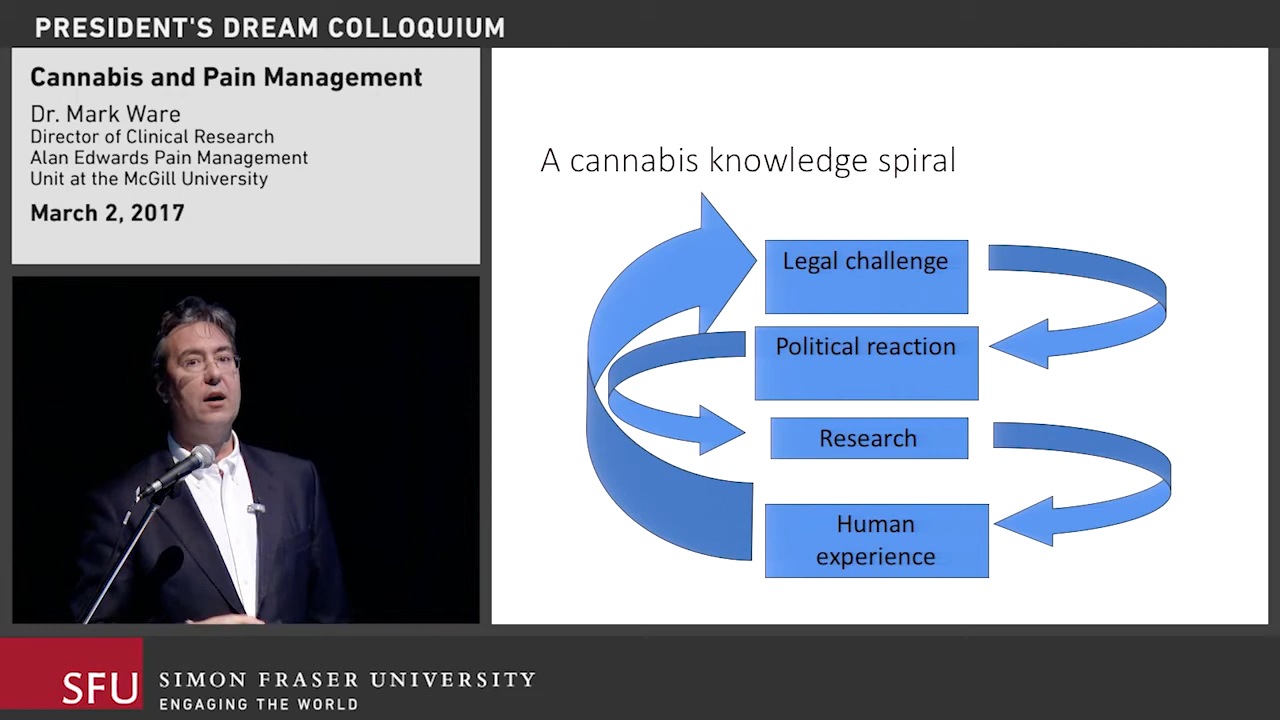 PRESIDENT'S DREAM COLLOQUIUM
Cannabis and Pain Management
Dr. Mark Ware
Director of Clinical Research
Alan Edwards Pain Management
Unit at the McGill University
March 2, 2017
A cannabis knowledge spiral
Legal challenge
Political reaction
Research
Human
experience
SFU
SIMON FRASER UNIVERSITY
ENGAGING THE WORLD